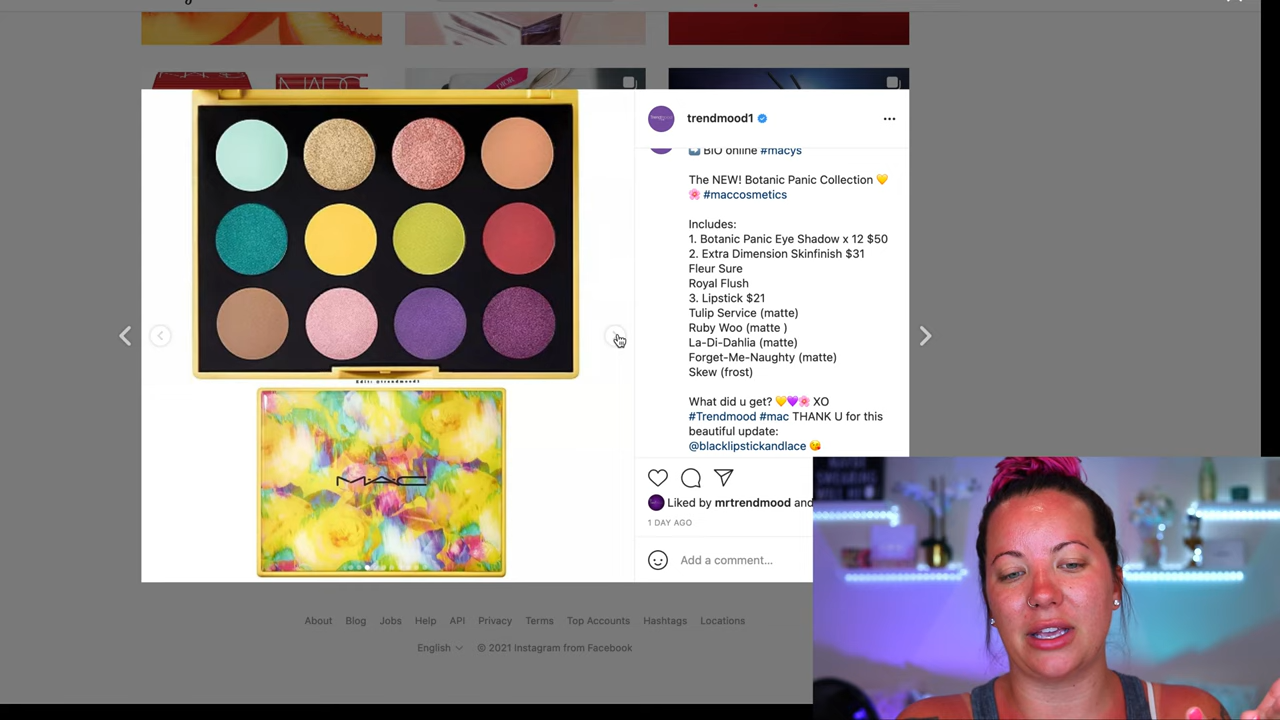 NARS
trendmood1
BIO online #macys
The NEW! Botanic Panic Collection 💛
🌸 #maccosmetics
Includes:
1. Botanic Panic Eye Shadow x 12 $50
2. Extra Dimension Skinfinish $31
Fleur Sure
Royal Flush
3. Lipstick $21
Tulip Service (matte)
Ruby Woo (matte )
La-Di-Dahlia (matte)
Forget-Me-Naughty (matte)
Skew (frost)
What did u get? 💛💜🌸 XO
#Trendmood #mac THANK U for this
beautiful update:
@blacklipstickandlace 😘
Edit: @trendmood1
MAC
Liked by mrtrendmood and
1 DAY AGO
Add a comment...
About Blog Jobs Help API Privacy Terms Top Accounts Hashtags Locations
English © 2021 Instagram from Facebook